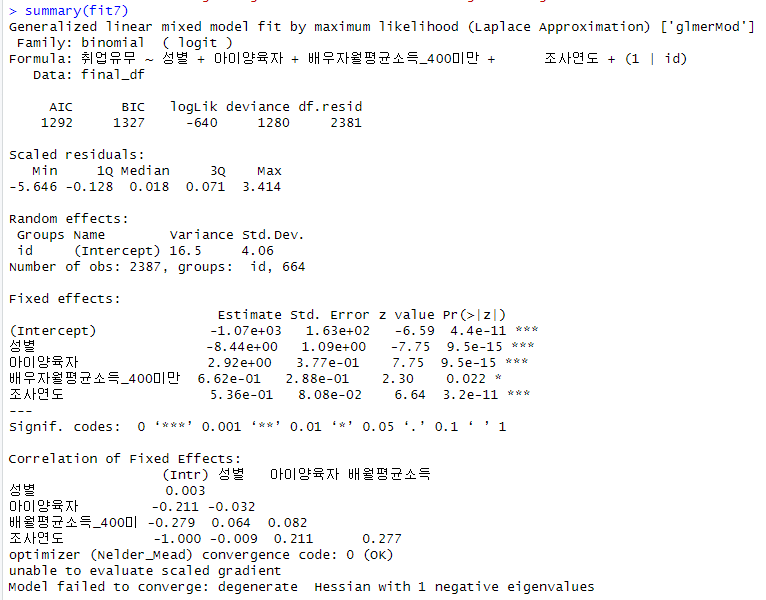 > summary(fit7)
Generalized linear mixed model fit by maximum likelihood (Laplace Approximation) ['glmerMod']
Family: binomial ( logit )
Formula: 취업유무 ~ 성별 + 아이양육자 + 배우자월평균소득_400미만 + 조사연도 + (1 | id)
Data: final_df
AIC BIC logLik deviance df.resid
1292 1327 -640 1280 2381
Scaled residuals:
Min 1Q Median 3Q Max
-5.646 -0.128 0.018 0.071 3.414
Random effects:
Groups Name Variance Std.Dev.
id (Intercept) 16.5 4.06
Number of obs: 2387, groups: id, 664
Fixed effects:
Estimate Std. Error z value Pr(>|z|)
(Intercept) -1.07e+03 1.63e+02 -6.59 4.4e-11 ***
성별 -8.44e+00 1.09e+00 -7.75 9.5e-15 ***
아이양육자 2.92e+00 3.77e-01 7.75 9.5e-15 ***
배우자월평균소득_400미만 6.62e-01 2.88e-01 2.30 0.022 *
조사연도 5.36e-01 8.08e-02 6.64 3.2e-11 ***
---
Signif. codes: 0 ‘***’ 0.001 ‘**’ 0.01 ‘*’ 0.05 ‘.’ 0.1 ‘ ’ 1
Correlation of Fixed Effects:
(Intr) 성별 아이양육자 배월평균소득
성별 0.003
아이양육자 -0.211 -0.032
배월평균소득_400미 -0.279 0.064 0.082
조사연도 -1.000 -0.009 0.211 0.277
optimizer (Nelder_Mead) convergence code: 0 (OK)
unable to evaluate scaled gradient
Model failed to converge: degenerate Hessian with 1 negative eigenvalues